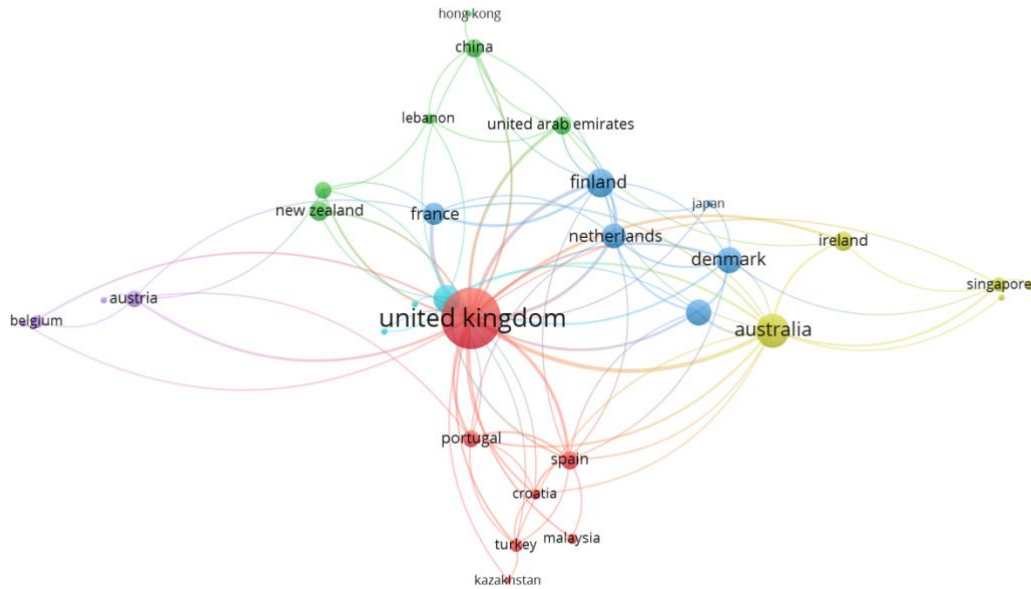 hong kong
china
lebanon
united arab emirates
finland
japan
new zealand
france
netherlands
ireland
denmark
singapore
austria
belgium
united kingdom
australia
portugal
spain
croatia
malaysia
turkey
kazakhstan